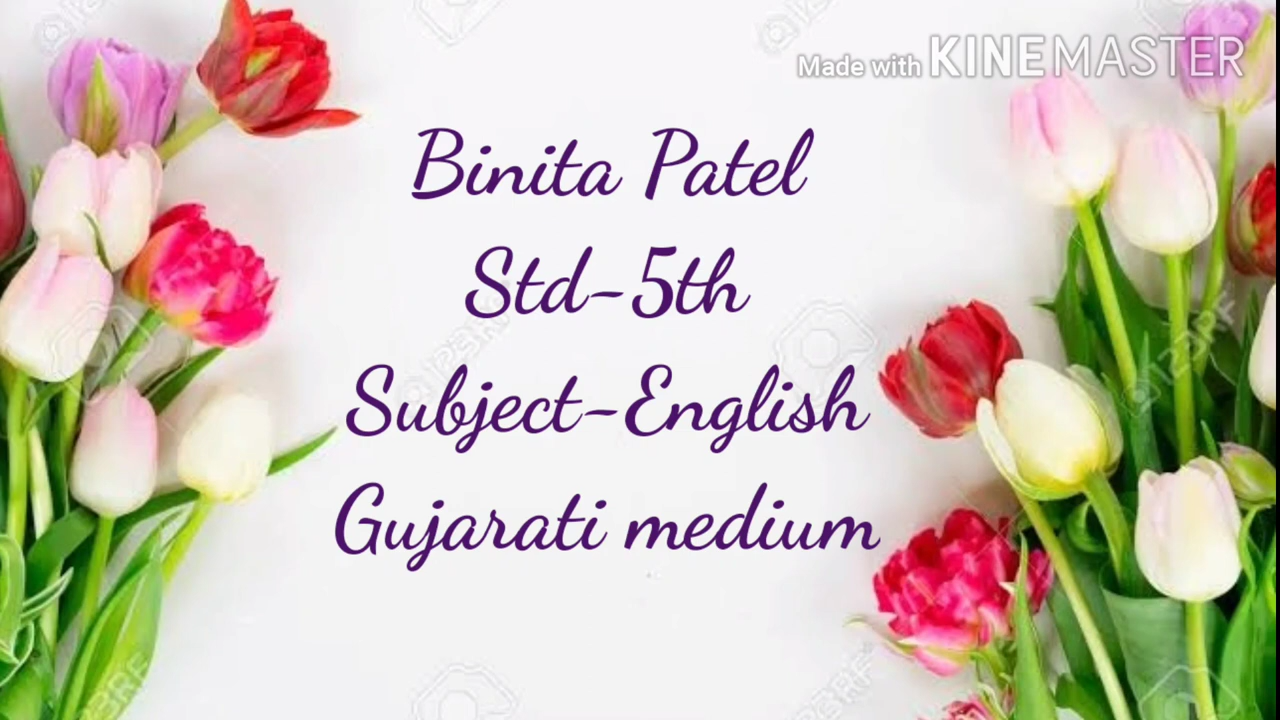 Made with KINEMASTER
Binita Patel
Std-5th
Subject-English
Gujarati medium